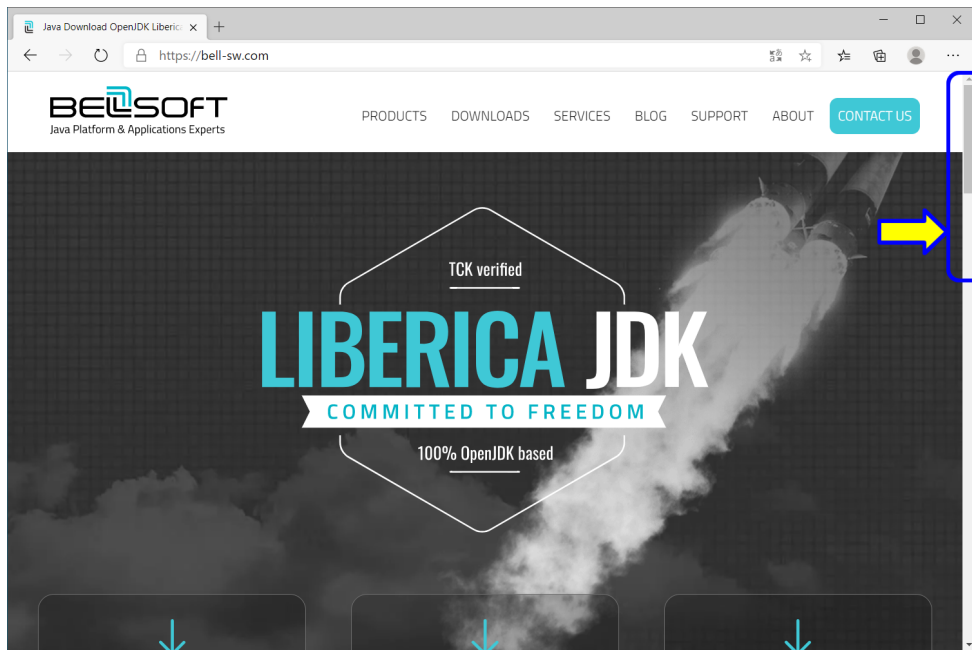 Java Download OpenJDK Liberic
https://bell-sw.com
BELLSOFT
Java Platform & Applications Experts
PRODUCTS DOWNLOADS SERVICES BLOG SUPPORT ABOUT CONTACT US
TCK verified
LIBERICA JDK
COMMITTED TO FREEDOM
100% OpenJDK based